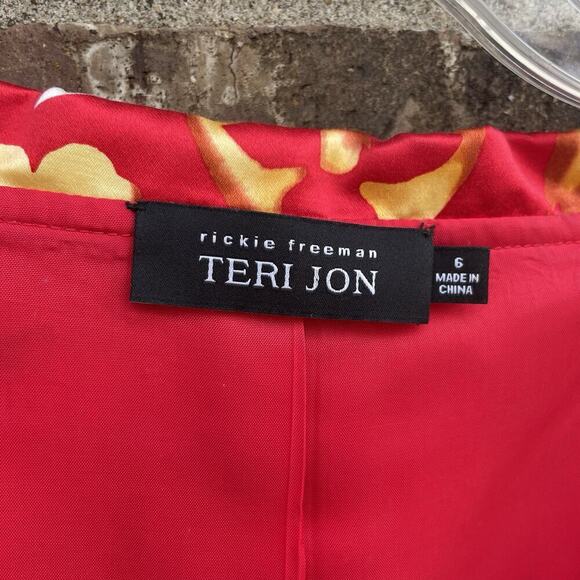 rickie freeman
TERI JON
6
MADE IN
CHINA